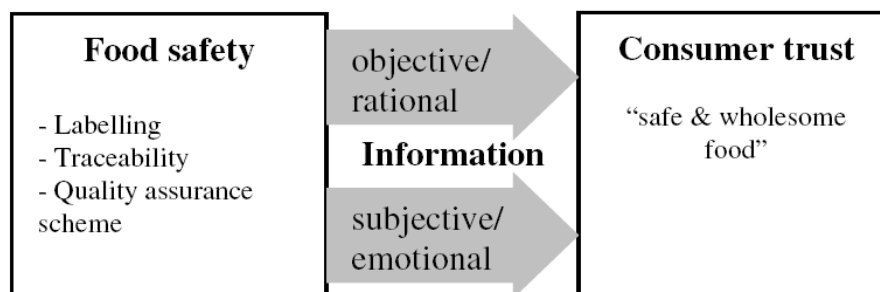 Food safety
- Labelling
- Traceability
- Quality assurance
scheme
objective/
rational
Information
subjective/
emotional
Consumer trust
“safe & wholesome
food”